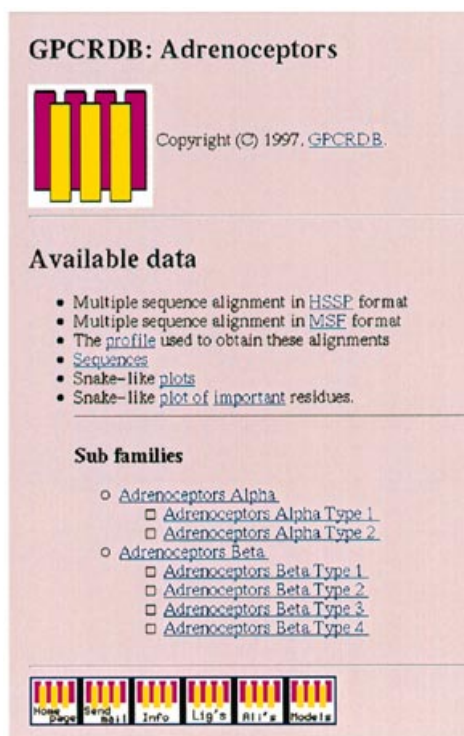 GPCRDB: Adrenoceptors
Copyright (C) 1997, GPCRDB.
Available data
• Multiple sequence alignment in HSSP format
• Multiple sequence alignment in MSF format
• The profile used to obtain these alignments
• Sequences
• Snake-like plots
• Snake-like plot of important residues.
Sub families
○ Adrenoceptors Alpha
□ Adrenoceptors Alpha Type 1
□ Adrenoceptors Alpha Type 2
○ Adrenoceptors Beta
□ Adrenoceptors Beta Type 1
□ Adrenoceptors Beta Type 2
□ Adrenoceptors Beta Type 3
□ Adrenoceptors Beta Type 4
Home page Send mail Info Lig's All's Models